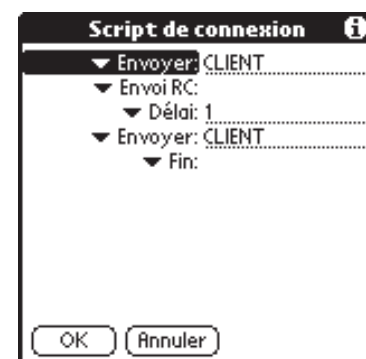 Script de connexion
Envoyer: CLIENT
Envoi RC:
Délai: 1
Envoyer: CLIENT
Fin:
OK Annuler